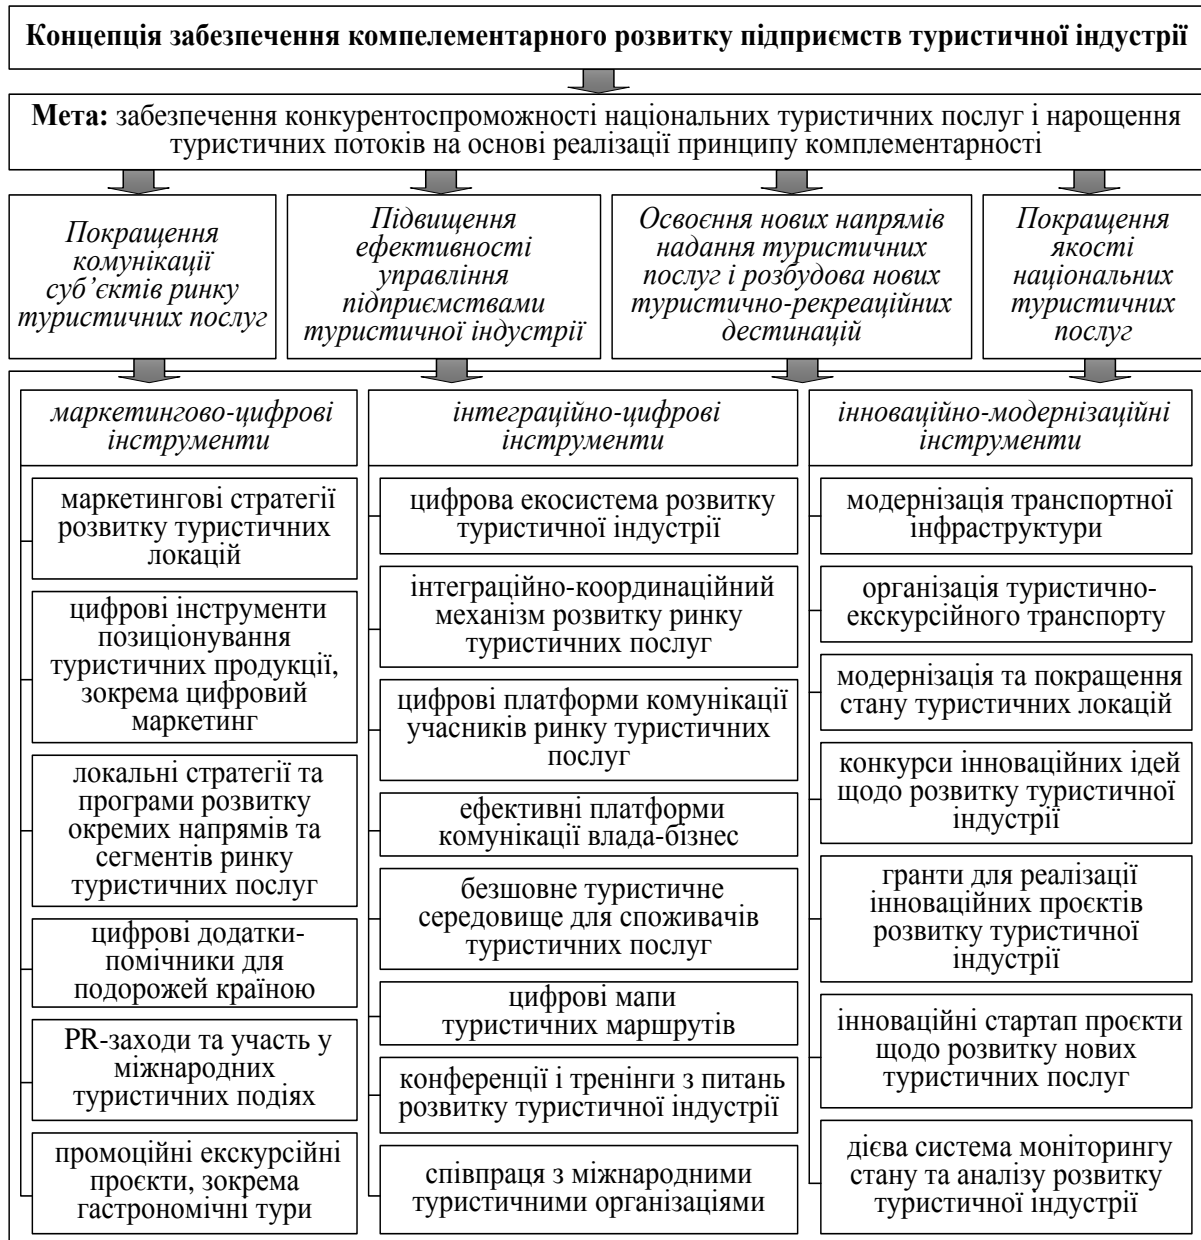 Концепція забезпечення компелементарного розвитку підприємств туристичної індустрії
Мета: забезпечення конкурентоспроможності національних туристичних послуг і нарощення
туристичних потоків на основі реалізації принципу комплементарності
Покращення
комунікації
суб’єктів ринку
туристичних послуг
Підвищення
ефективності
управління
підприємствами
туристичної індустрії
Освоєння нових напрямів
надання туристичних
послуг і розбудова нових
туристично-рекреаційних
дестинацій
Покращення
якості
національних
туристичних
послуг
маркетингово-цифрові
інструменти
маркетингові стратегії
розвитку туристичних
локацій
цифрові інструменти
позиціонування
туристичних продукції,
зокрема цифровий
маркетинг
локальні стратегії та
програми розвитку
окремих напрямів та
сегментів ринку
туристичних послуг
цифрові додатки-
помічники для
подорожей країною
PR-заходи та участь у
міжнародних
туристичних подіях
промоційні екскурсійні
проєкти, зокрема
гастрономічні тури
інтеграційно-цифрові
інструменти
цифрова екосистема розвитку
туристичної індустрії
інтеграційно-координаційний
механізм розвитку ринку
туристичних послуг
цифрові платформи комунікації
учасників ринку туристичних
послуг
ефективні платформи
комунікації влада-бізнес
безшовне туристичне
середовище для споживачів
туристичних послуг
цифрові мапи
туристичних маршрутів
конференції і тренінги з питань
розвитку туристичної індустрії
співпраця з міжнародними
туристичними організаціями
інноваційно-модернізаційні
інструменти
модернізація транспортної
інфраструктури
організація туристично-
екскурсійного транспорту
модернізація та покращення
стану туристичних локацій
конкурси інноваційних ідей
щодо розвитку туристичної
індустрії
гранти для реалізації
інноваційних проєктів
розвитку туристичної
індустрії
інноваційні стартап проєкти
щодо розвитку нових
туристичних послуг
дієва система моніторингу
стану та аналізу розвитку
туристичної індустрії